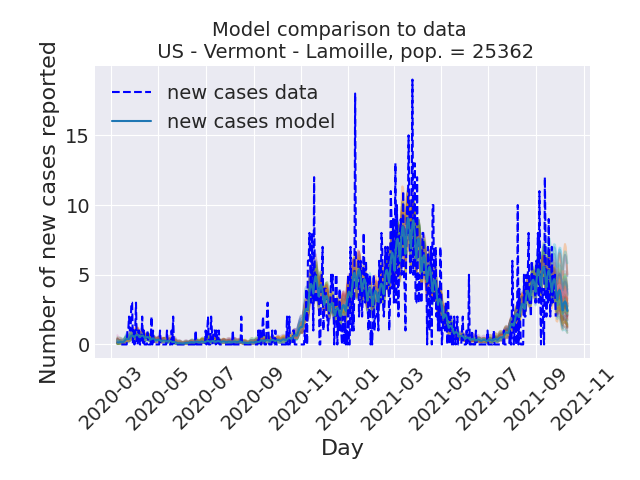 Model comparison to data
US - Vermont - Lamoille, pop. = 25362
new cases data
new cases model
Number of new cases reported
15
10
5
0
2020-03
2020-05
2020-07
2020-09
2020-11
2021-01
2021-03
2021-05
2021-07
2021-09
2021-11
Day